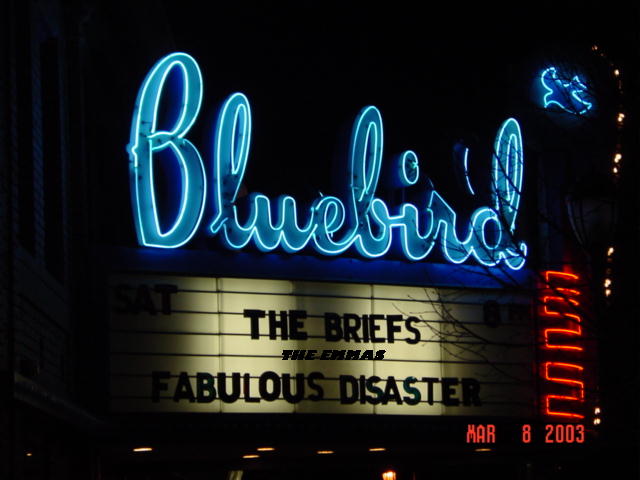 Bluebird
SAT
THE BRIEFS
THE EMMAS
FABULOUS DISASTER
MAR 8 2003